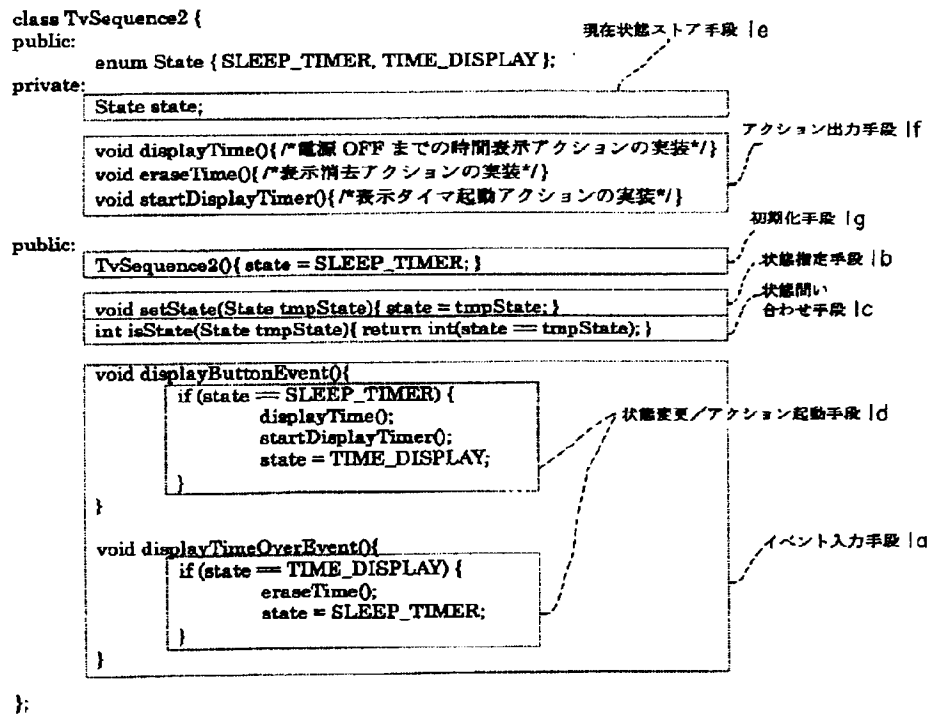 class TvSequence2 {
public:
現在状態ストア手段 1e
enum State { SLEEP_TIMER, TIME_DISPLAY };
private:
State state;
アクション出力手段 1f
void displayTime(){ /*電源 OFF までの時間表示アクションの実装*/ }
void eraseTime(){ /*表示消去アクションの実装*/ }
void startDisplayTimer(){ /*表示タイマ起動アクションの実装*/ }
初期化手段 1g
public:
TvSequence2(){ state = SLEEP_TIMER; }
状態指定手段 1b
void setState(State tmpState){ state = tmpState; }
状態問い
合わせ手段 1c
int isState(State tmpState){ return int(state == tmpState); }
void displayButtonEvent(){
if (state == SLEEP_TIMER) {
displayTime();
状態変更/アクション起動手段 1d
startDisplayTimer();
state = TIME_DISPLAY;
}
}
void displayTimeOverEvent(){
イベント入力手段 1a
if (state == TIME_DISPLAY) {
eraseTime();
state = SLEEP_TIMER;
}
}
};